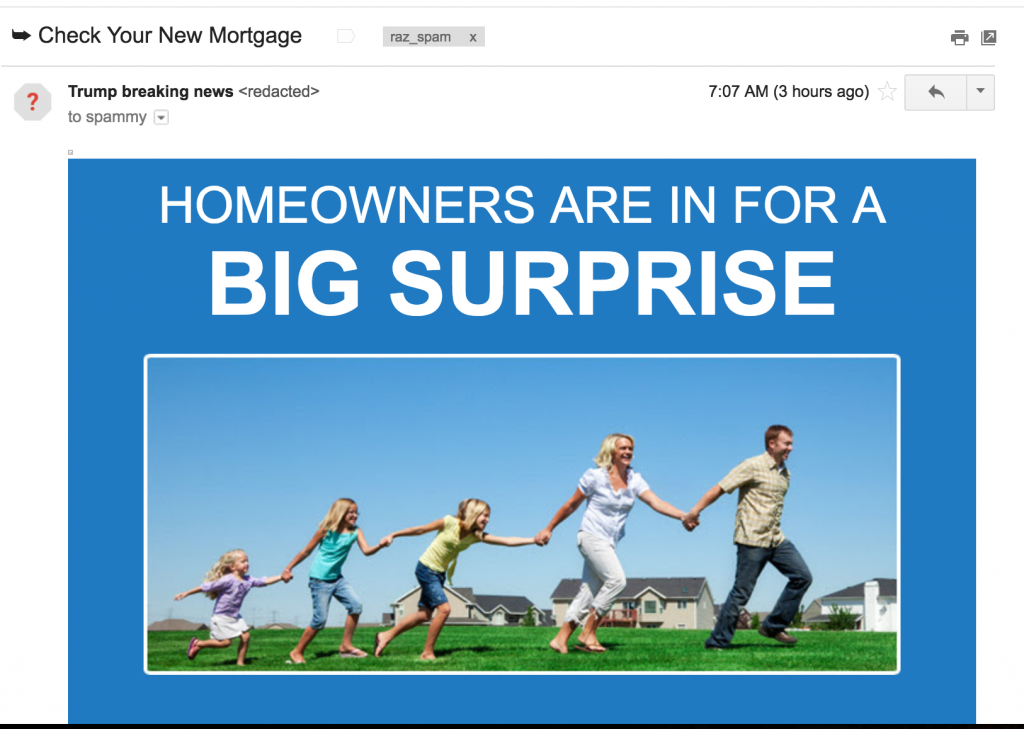 Check Your New Mortgage
raz_spam x
Trump breaking news <redacted>
7:07 AM (3 hours ago)
to spammy
?
HOMEOWNERS ARE IN FOR A
BIG SURPRISE